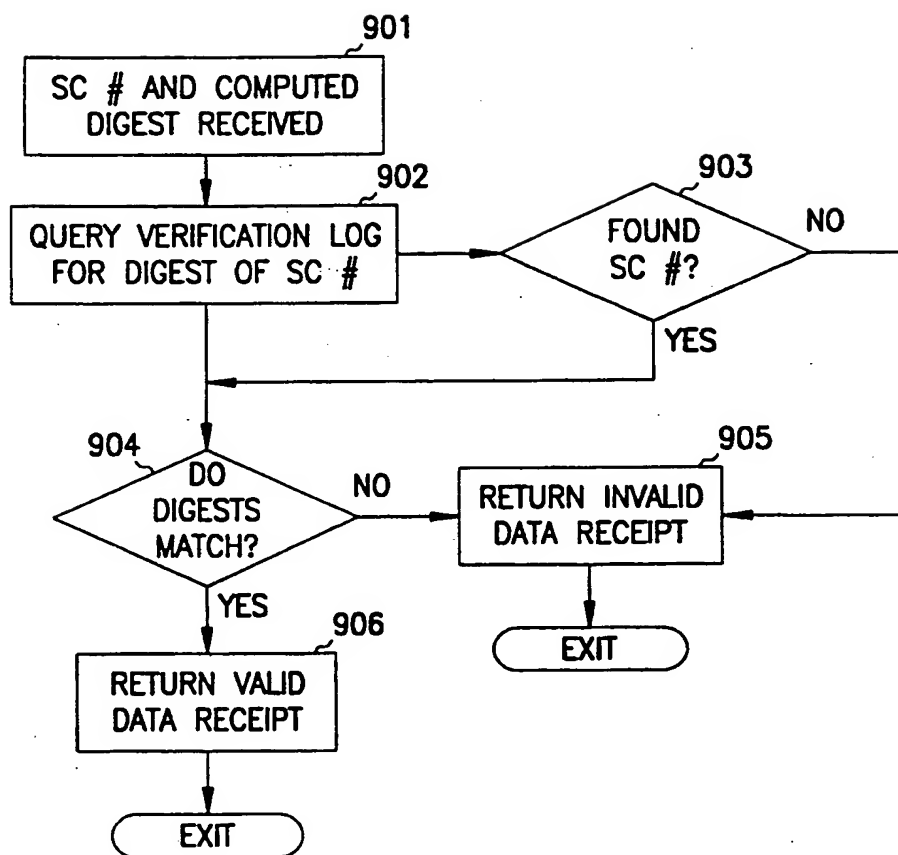 901
SC # AND COMPUTED
DIGEST RECEIVED
902
QUERY VERIFICATION LOG
FOR DIGEST OF SC #
903
FOUND
SC #?
NO
YES
904
DO
DIGESTS
MATCH?
NO
YES
905
RETURN INVALID
DATA RECEIPT
EXIT
906
RETURN VALID
DATA RECEIPT
EXIT